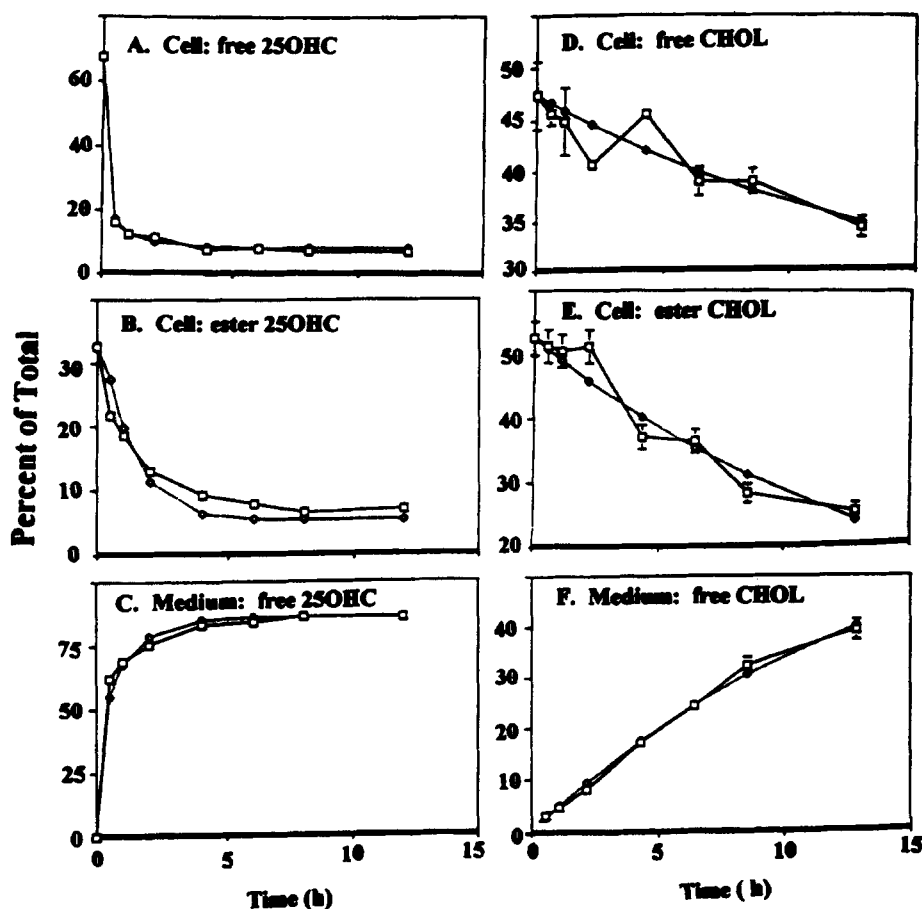 Percent of Total
A. Cell: free 25OHC
60
40
20
0
B. Cell: ester 25OHC
30
20
10
0
C. Medium: free 25OHC
75
50
25
0
0 5 10 15
Time (h)
D. Cell: free CHOL
50
45
40
35
30
E. Cell: ester CHOL
50
40
30
20
F. Medium: free CHOL
40
30
20
10
0
0 5 10 15
Time ( h)